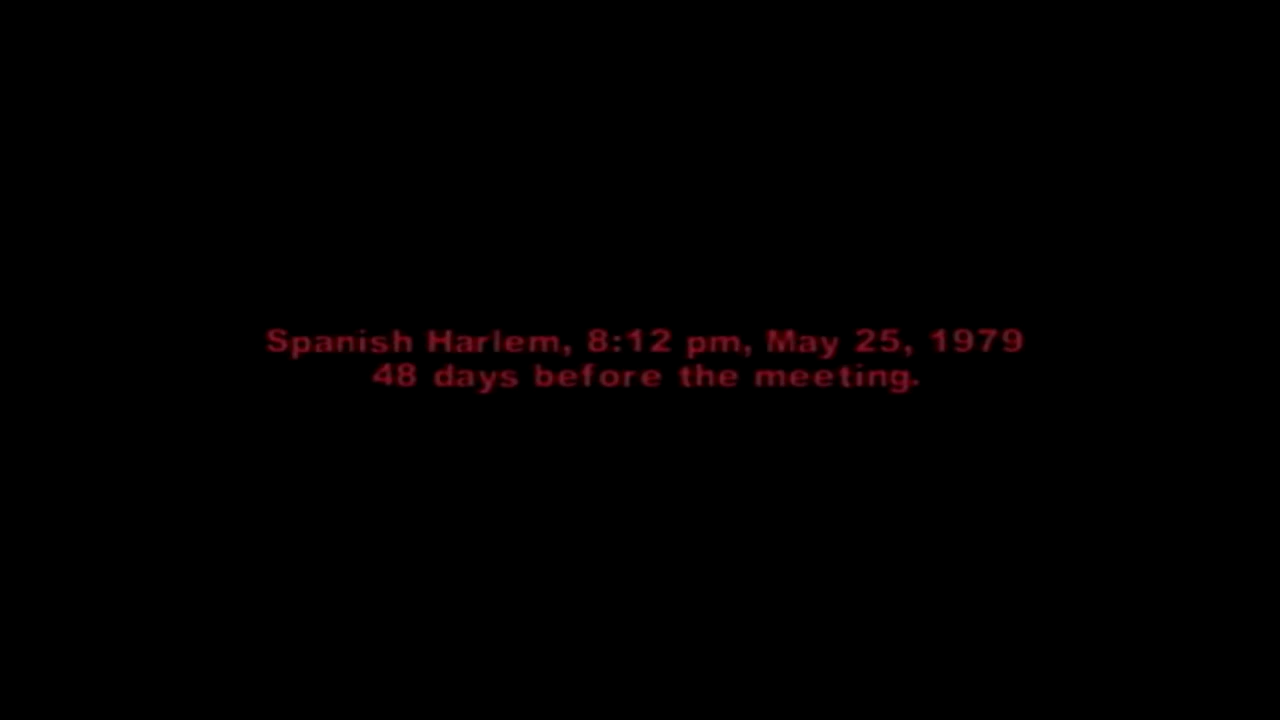 Spanish Harlem, 8:12 pm, May 25, 1979
48 days before the meeting.